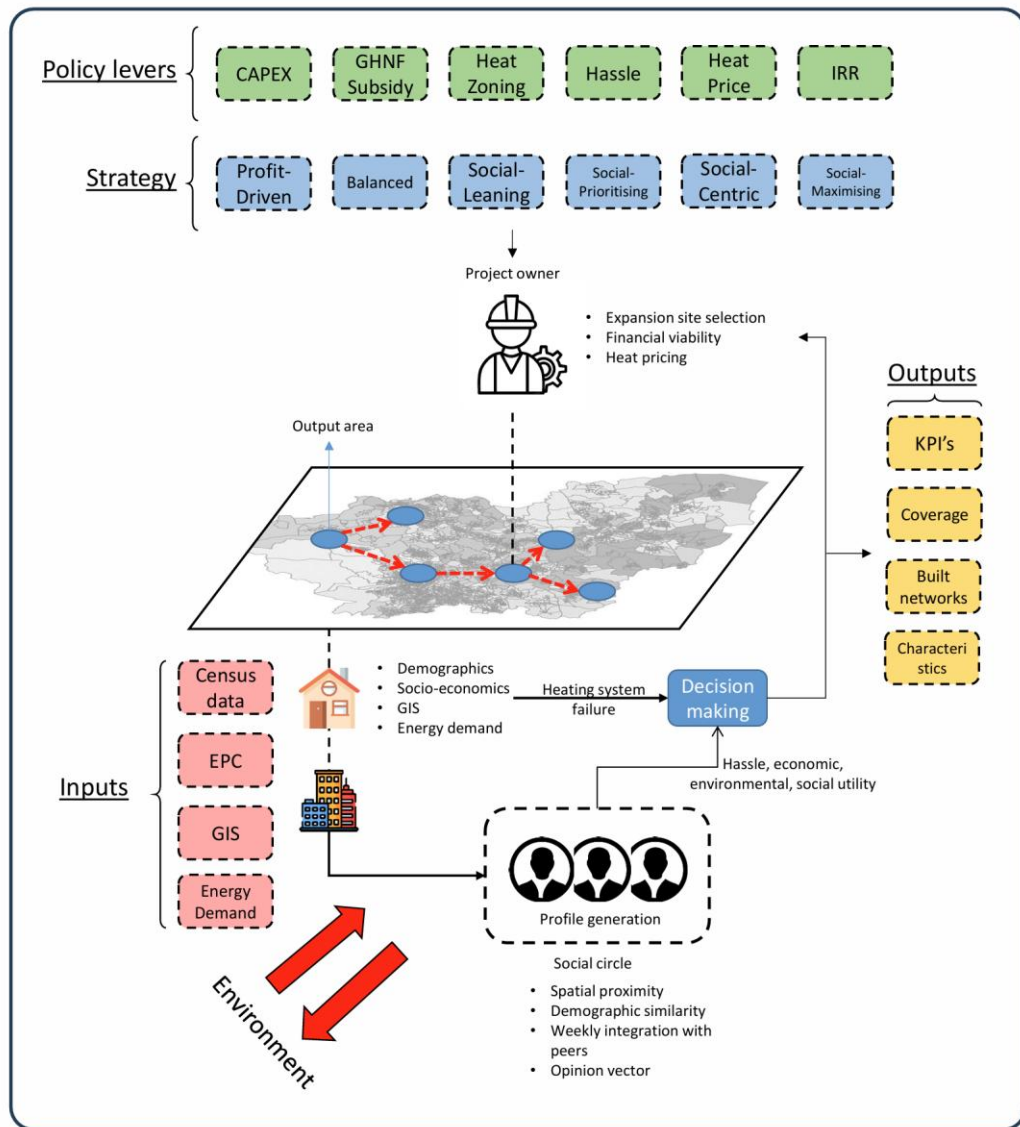 Policy levers
CAPEX
GHNF
Subsidy
Heat
Zoning
Hassle
Heat
Price
IRR
Strategy
Profit-
Driven
Balanced
Social-
Leaning
Social-
Prioritising
Social-
Centric
Social-
Maximising
Project owner
• Expansion site selection
• Financial viability
• Heat pricing
Outputs
KPI's
Coverage
Built
networks
Characteri
stics
Output area
Inputs
Census
data
EPC
GIS
Energy
Demand
• Demographics
• Socio-economics
• GIS
• Energy demand
Heating system
failure
Decision
making
Hassle, economic,
environmental, social utility
Profile generation
Social circle
• Spatial proximity
• Demographic similarity
• Weekly integration with
peers
• Opinion vector
Environment